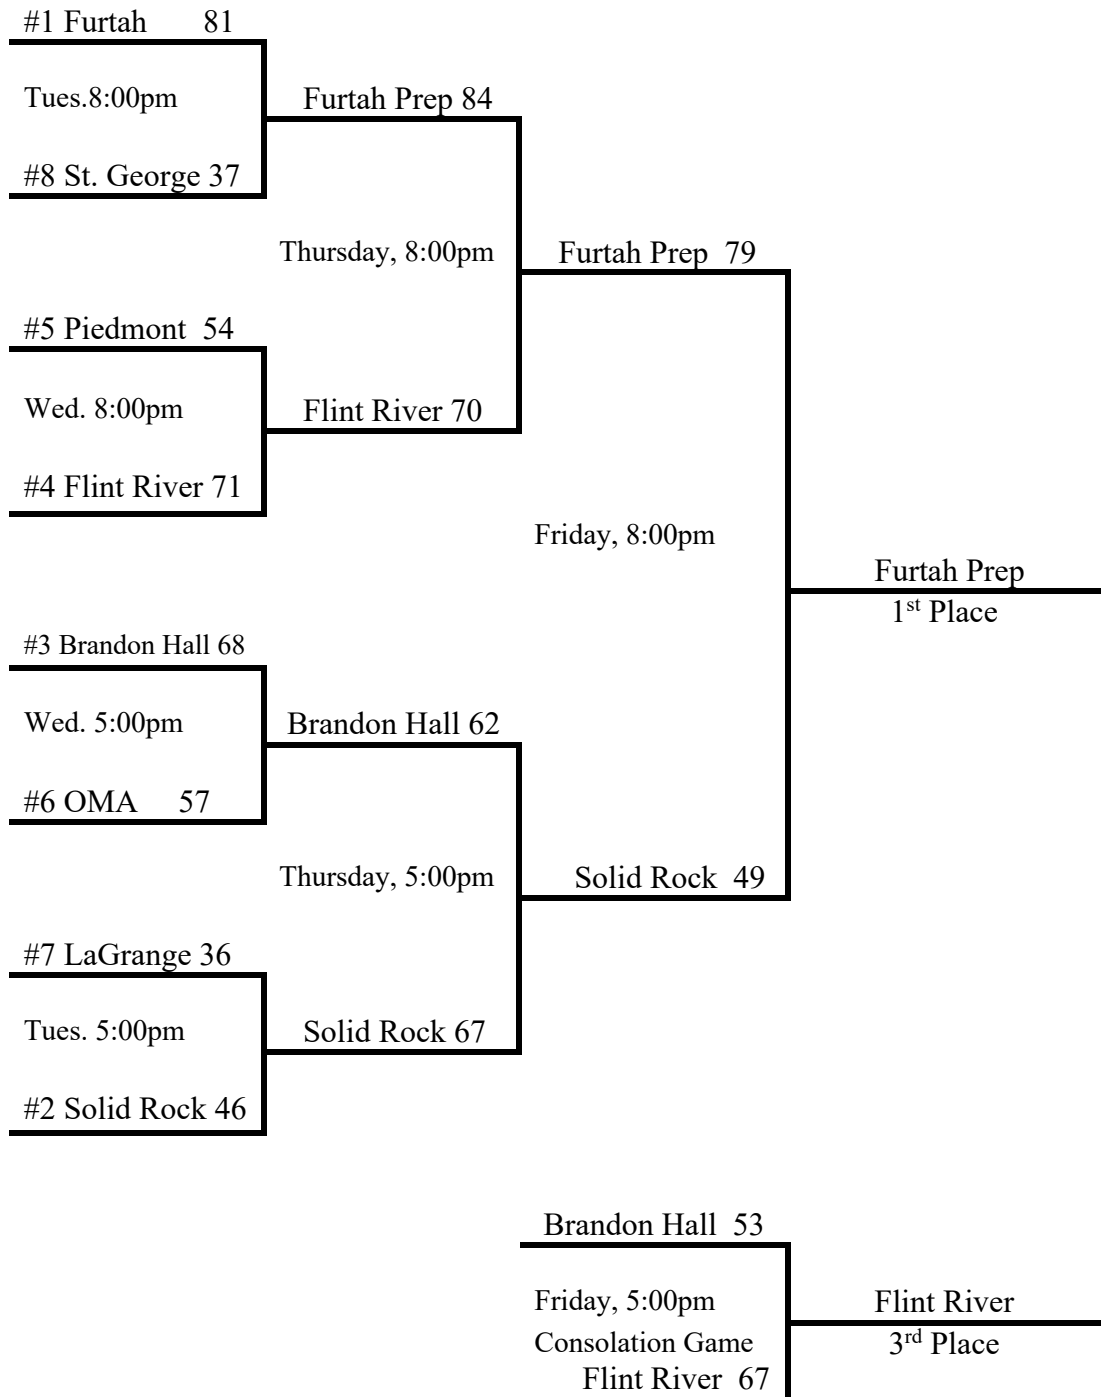 #1 Furtah 81
Tues.8:00pm
Furtah Prep 84
#8 St. George 37
Thursday, 8:00pm
Furtah Prep 79
#5 Piedmont 54
Wed. 8:00pm
Flint River 70
#4 Flint River 71
Friday, 8:00pm
Furtah Prep
1st Place
#3 Brandon Hall 68
Wed. 5:00pm
Brandon Hall 62
#6 OMA 57
Thursday, 5:00pm
Solid Rock 49
#7 LaGrange 36
Tues. 5:00pm
Solid Rock 67
#2 Solid Rock 46
Brandon Hall 53
Friday, 5:00pm
Flint River
Consolation Game
3rd Place
Flint River 67